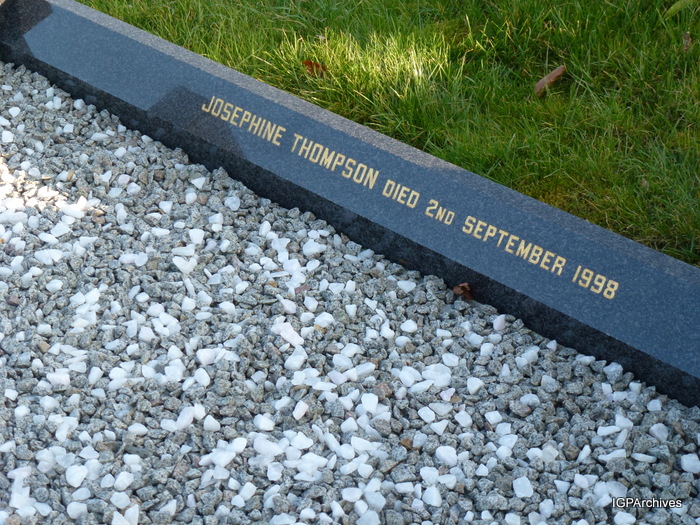 JOSEPHINE THOMPSON DIED 2ND SEPTEMBER 1998
IGPArchives